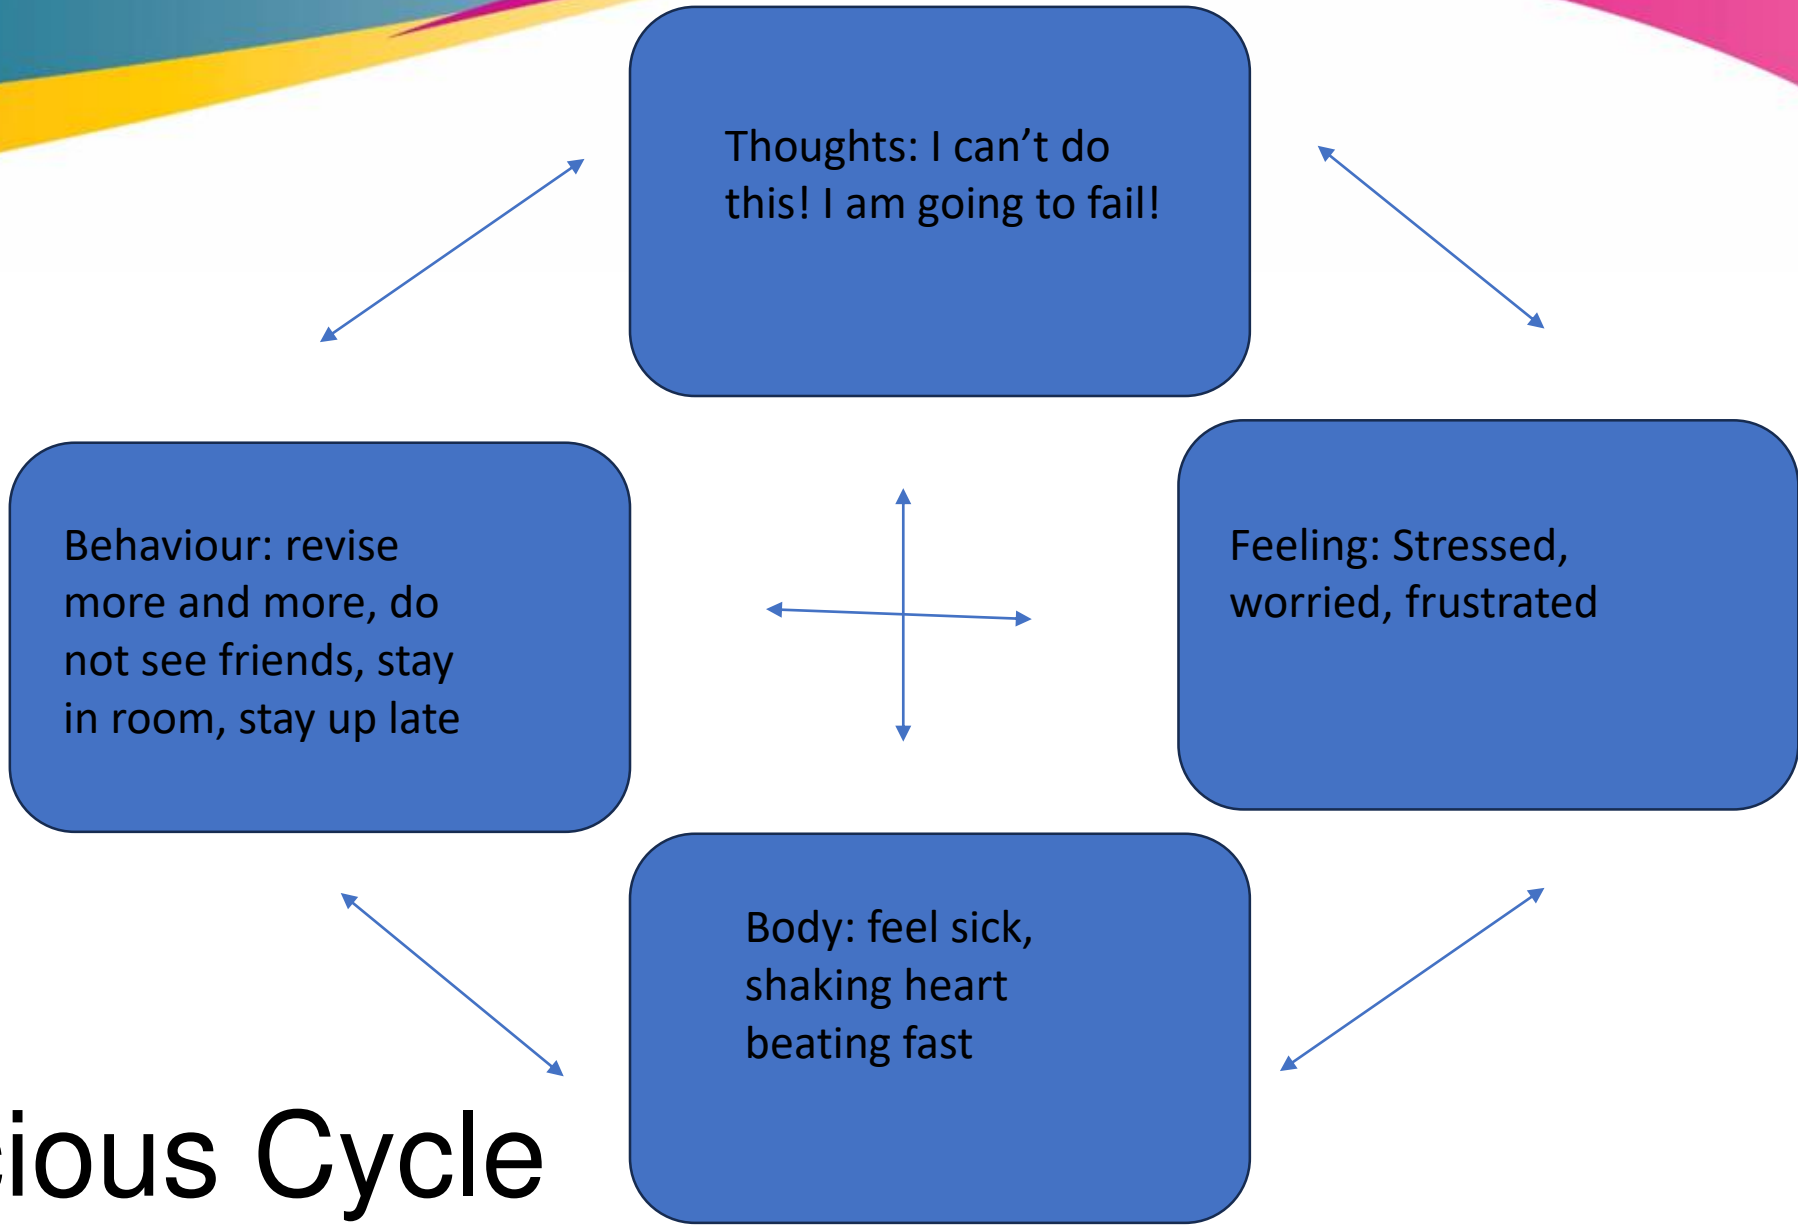 Thoughts: I can’t do
this! I am going to fail!
Behaviour: revise
more and more, do
not see friends, stay
in room, stay up late
Feeling: Stressed,
worried, frustrated
Body: feel sick,
shaking heart
beating fast
Cycle